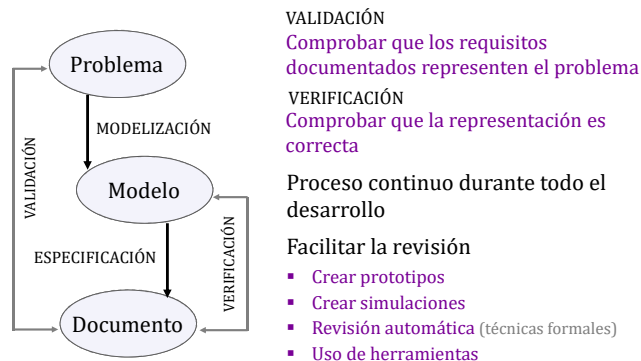 Problema
MODELIZACIÓN
VALIDACIÓN
Modelo
ESPECIFICACIÓN
VERIFICACIÓN
Documento
VALIDACIÓN
Comprobar que los requisitos
documentados representen el problema
VERIFICACIÓN
Comprobar que la representación es
correcta
Proceso continuo durante todo el
desarrollo
Facilitar la revisión
▪ Crear prototipos
▪ Crear simulaciones
▪ Revisión automática (técnicas formales)
▪ Uso de herramientas